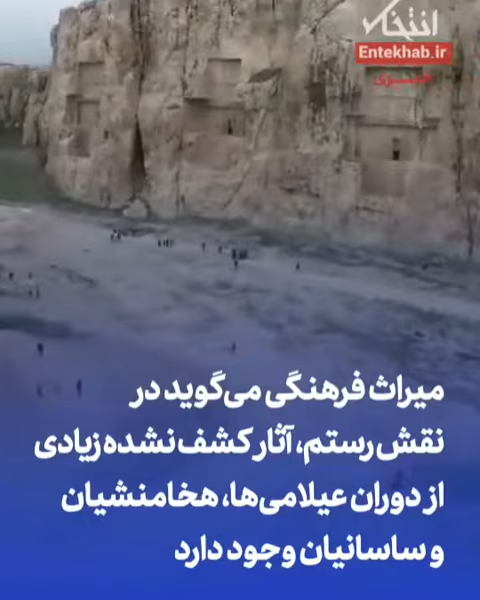 انتخاب
Entekhab.ir
میراث فرهنگی می‌گوید در
نقش رستم، آثار کشف نشده زیادی
از دوران عیلامی‌ها، هخامنشیان
و ساسانیان وجود دارد